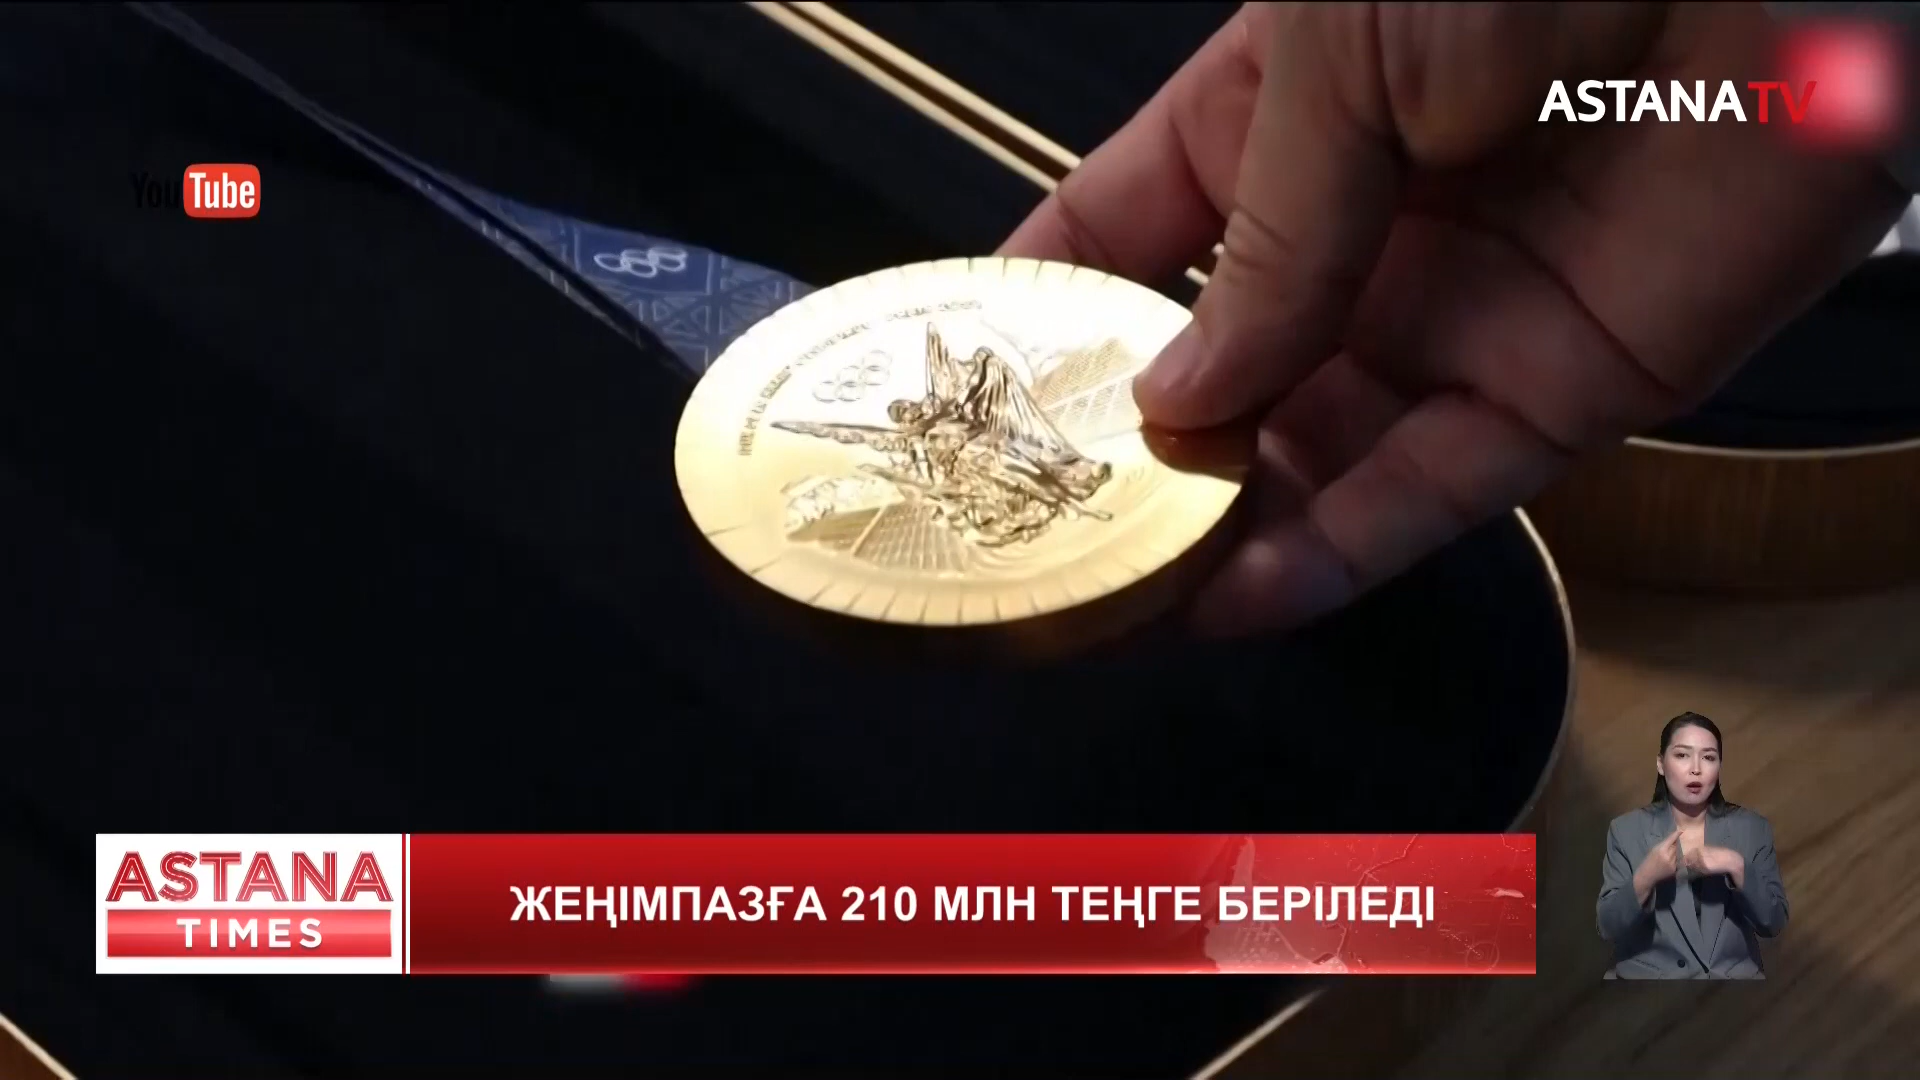 ASTANATV
YouTube
ASTANA
TIMES
ЖЕҢІМПАЗҒА 210 МЛН ТЕҢГЕ БЕРІЛЕДІ